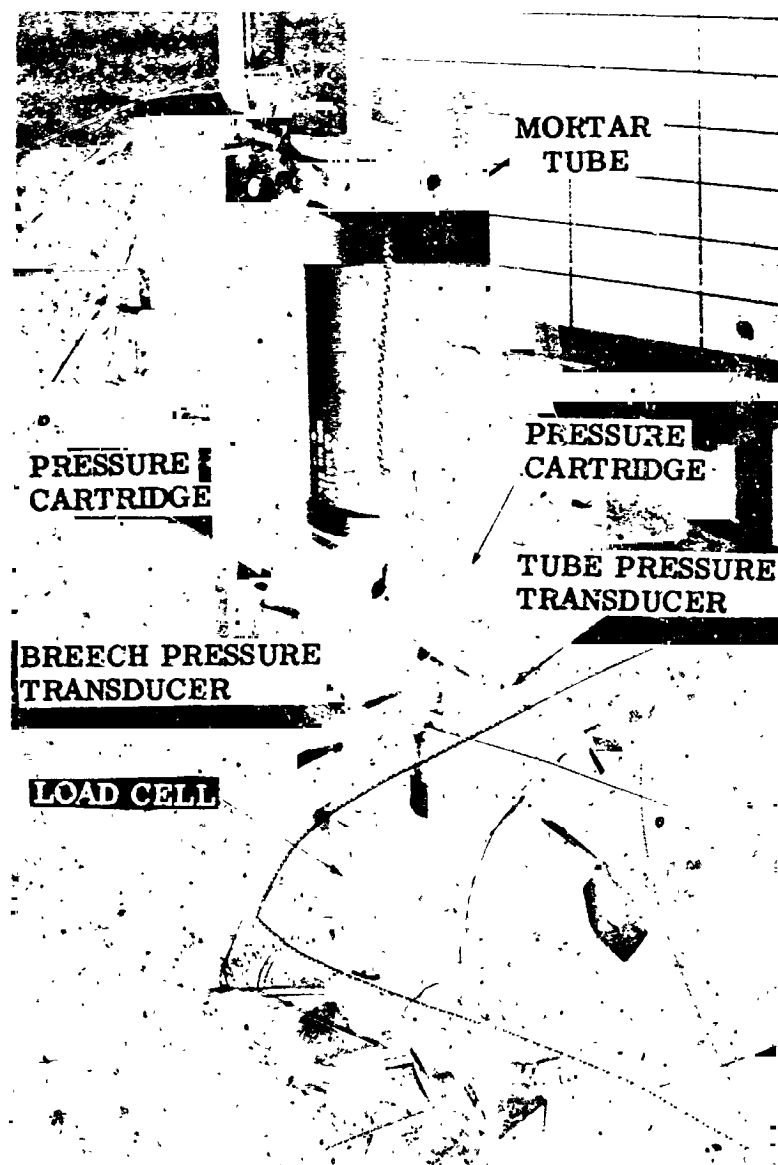 MORTAR
TUBE
PRESSURE
CARTRIDGE
PRESSURE
CARTRIDGE
TUBE PRESSURE
TRANSDUCER
BREECH PRESSURE
TRANSDUCER
LOAD CELL